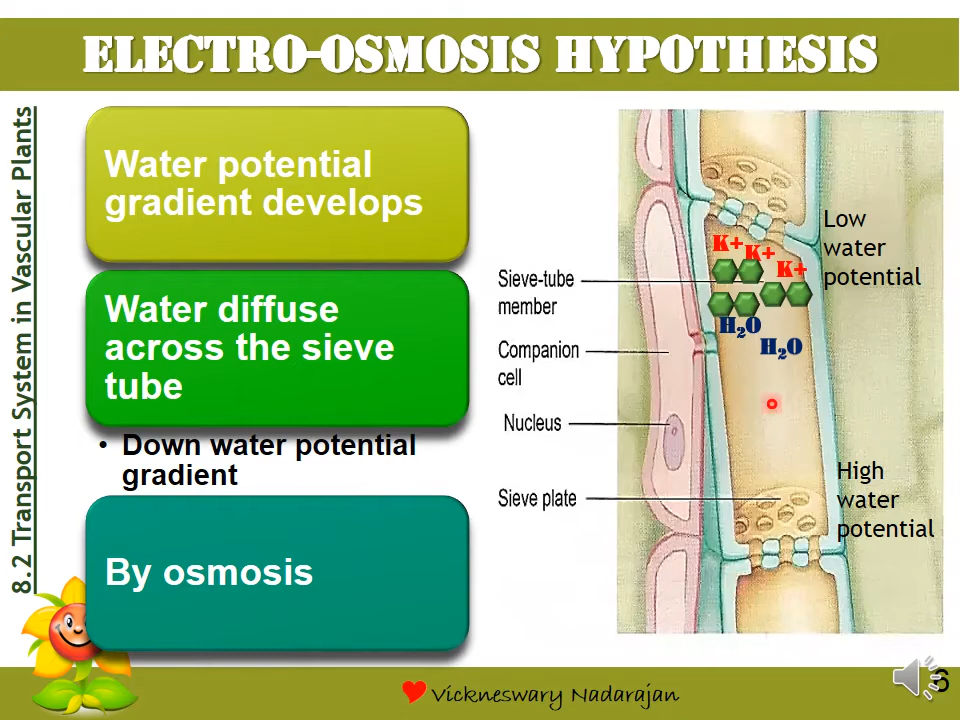 ELECTRO-OSMOSIS HYPOTHESIS
8.2 Transport System in Vascular Plants
Water potential
gradient develops
Water diffuse
across the sieve
tube
• Down water potential
gradient
By osmosis
Sieve-tube
member
Companion
cell
Nucleus
Sieve plate
K+
K+
K+
H₂O
H₂O
Low
water
potential
High
water
potential
Vickneswary Nadarajan
6